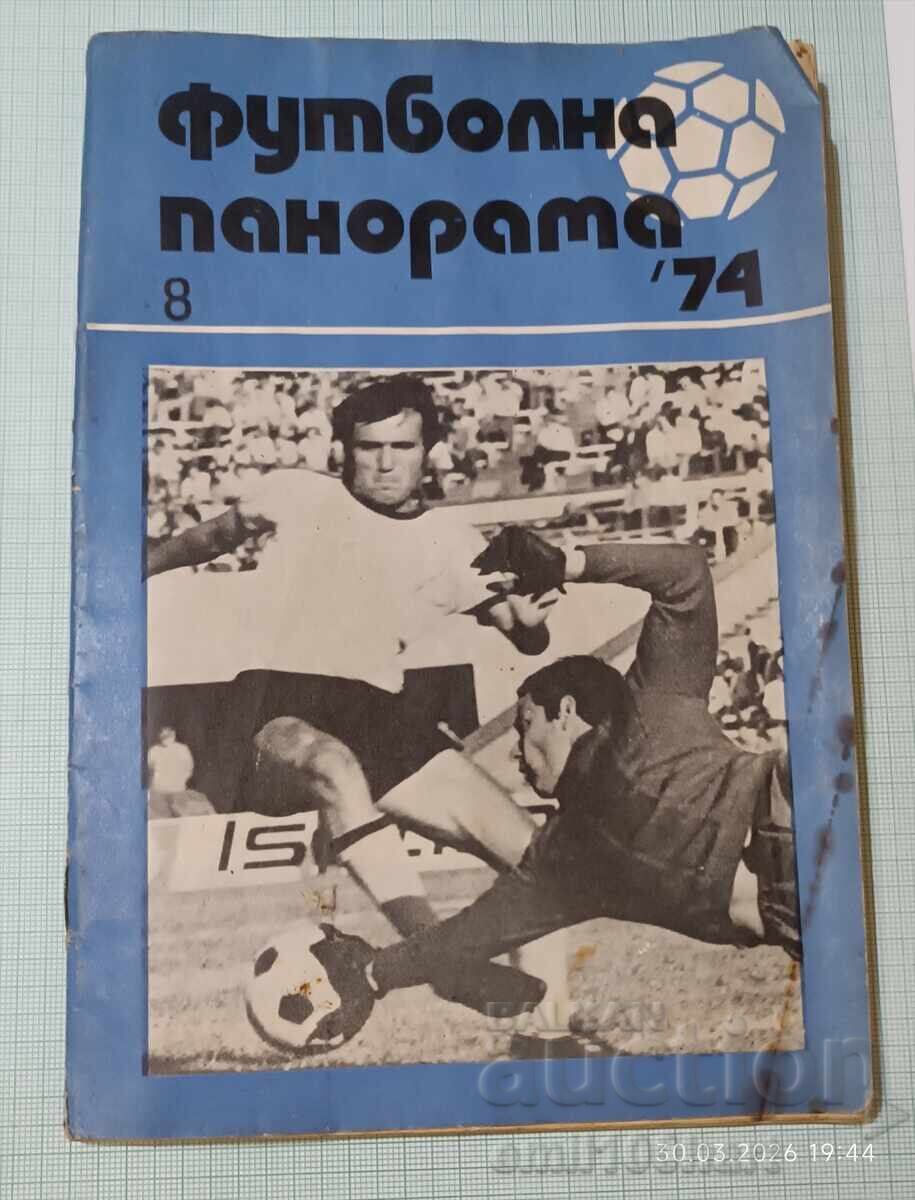 Футболна
панорама
'74
8
IS
BALKAN
auction
30.03.2026 19:44